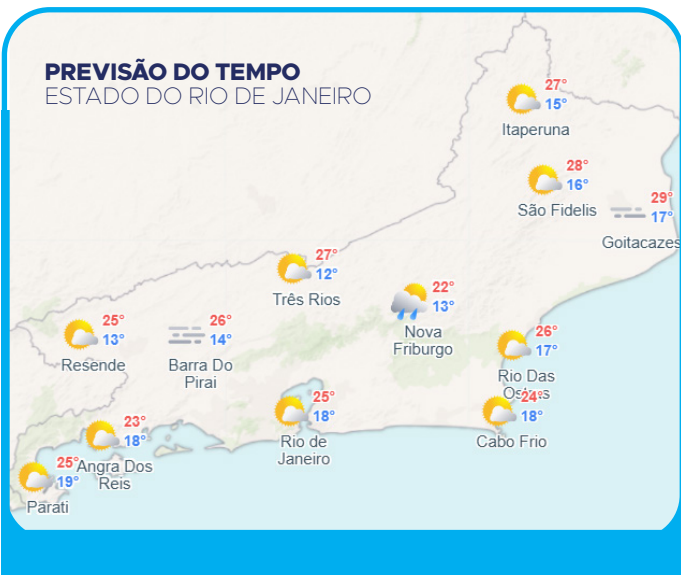 PREVISÃO DO TEMPO
ESTADO DO RIO DE JANEIRO
27°
15°
Itaperuna
28°
16°
São Fidelis
29°
17°
Goitacazes
27°
12°
Três Rios
22°
13°
Nova
Friburgo
25°
13°
Resende
26°
14°
Barra Do
Pirai
26°
17°
Rio Das
Ostras
25°
18°
Rio de
Janeiro
24°
18°
Cabo Frio
23°
18°
Angra Dos
Reis
25°
19°
Parati